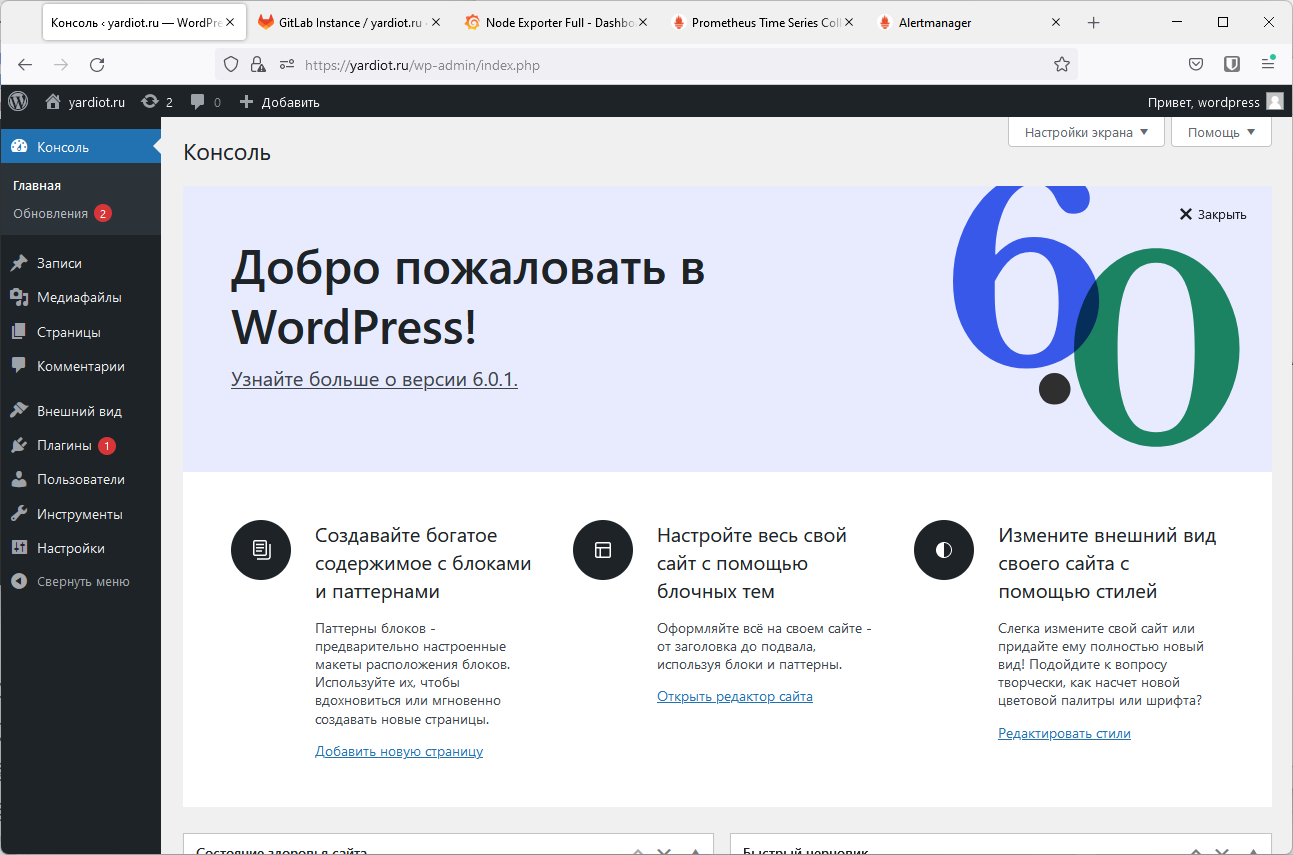 Консоль ‹ yardiot.ru — WordPre
GitLab Instance / yardiot.ru
Node Exporter Full - Dashbo
Prometheus Time Series Coll
Alertmanager
https://yardiot.ru/wp-admin/index.php
yardiot.ru
2
0
Добавить
Привет, wordpress
Консоль
Главная
Обновления 2
Записи
Медиафайлы
Страницы
Комментарии
Внешний вид
Плагины 1
Пользователи
Инструменты
Настройки
Свернуть меню
Настройки экрана
Помощь
Консоль
6.0
Закрыть
Добро пожаловать в
WordPress!
Узнайте больше о версии 6.0.1.
Создавайте богатое
содержимое с блоками
и паттернами
Паттерны блоков -
предварительно настроенные
макеты расположения блоков.
Используйте их, чтобы
вдохновиться или мгновенно
создавать новые страницы.
Добавить новую страницу
Настройте весь свой
сайт с помощью
блочных тем
Оформляйте всё на своем сайте -
от заголовка до подвала,
используя блоки и паттерны.
Открыть редактор сайта
Измените внешний вид
своего сайта с
помощью стилей
Слегка измените свой сайт или
придайте ему полностью новый
вид! Подойдите к вопросу
творчески, как насчет новой
цветовой палитры или шрифта?
Редактировать стили
Состояние здоровья сайта
Быстрый черновик